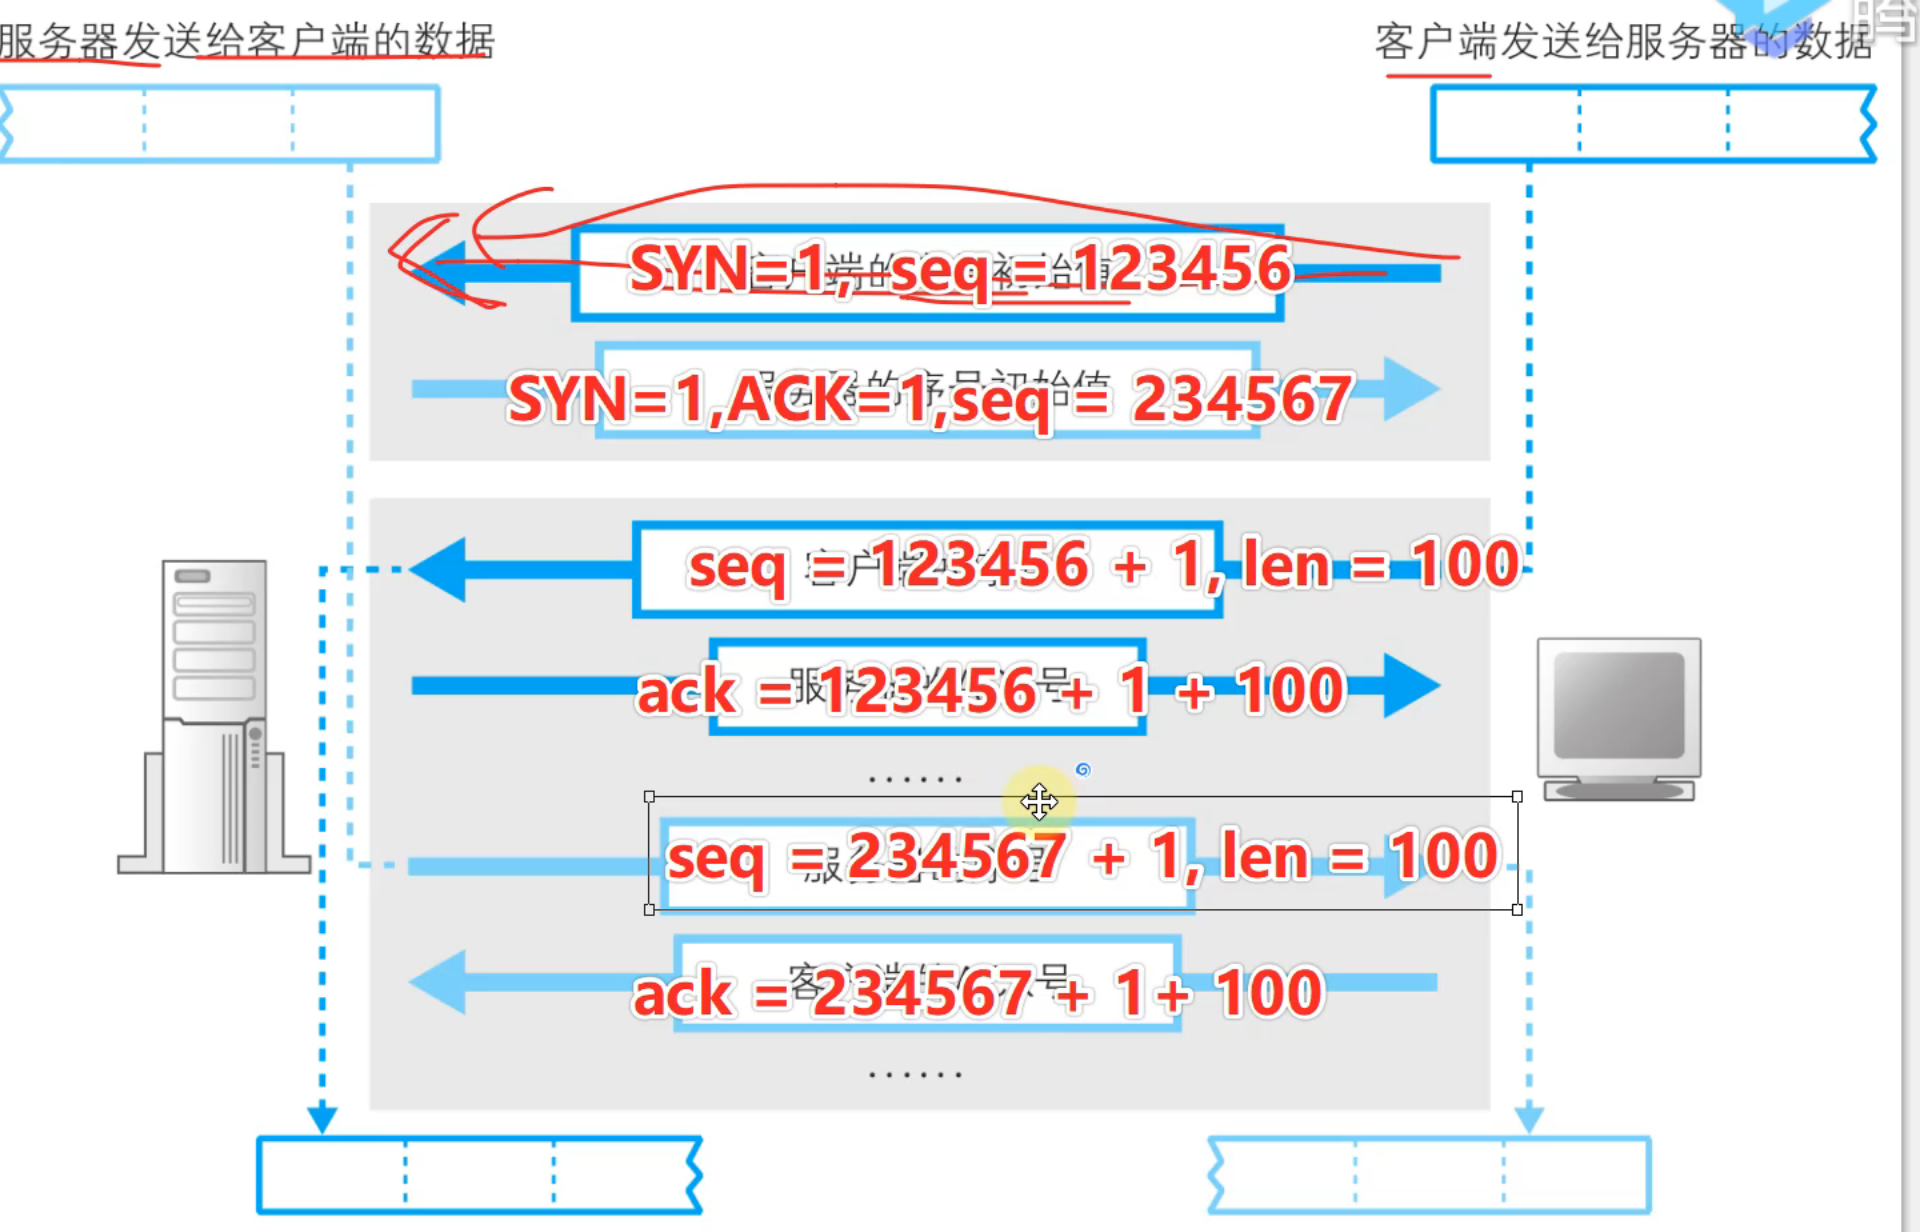 服务器发送给客户端的数据
客户端发送给服务器的数据
腾
SYN=1, seq = 123456
SYN=1,ACK=1,seq = 234567
seq = 123456 + 1, len = 100
ack = 123456 + 1 + 100
......
seq = 234567 + 1, len = 100
ack = 234567 + 1+ 100
......